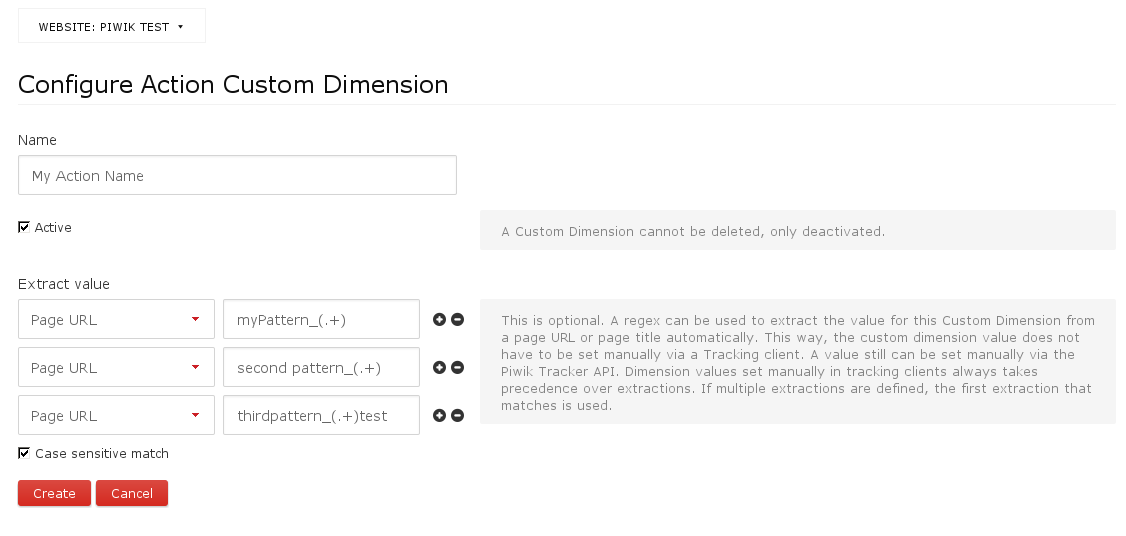 WEBSITE: PIWIK TEST
Configure Action Custom Dimension
Name
My Action Name
Active
A Custom Dimension cannot be deleted, only deactivated.
Extract value
Page URL myPattern_(.+)
Page URL second pattern_(.+)
Page URL thirdpattern_(.+)test
This is optional. A regex can be used to extract the value for this Custom Dimension from
a page URL or page title automatically. This way, the custom dimension value does not
have to be set manually via a Tracking client. A value still can be set manually via the
Piwik Tracker API. Dimension values set manually in tracking clients always takes
precedence over extractions. If multiple extractions are defined, the first extraction that
matches is used.
Case sensitive match
Create Cancel